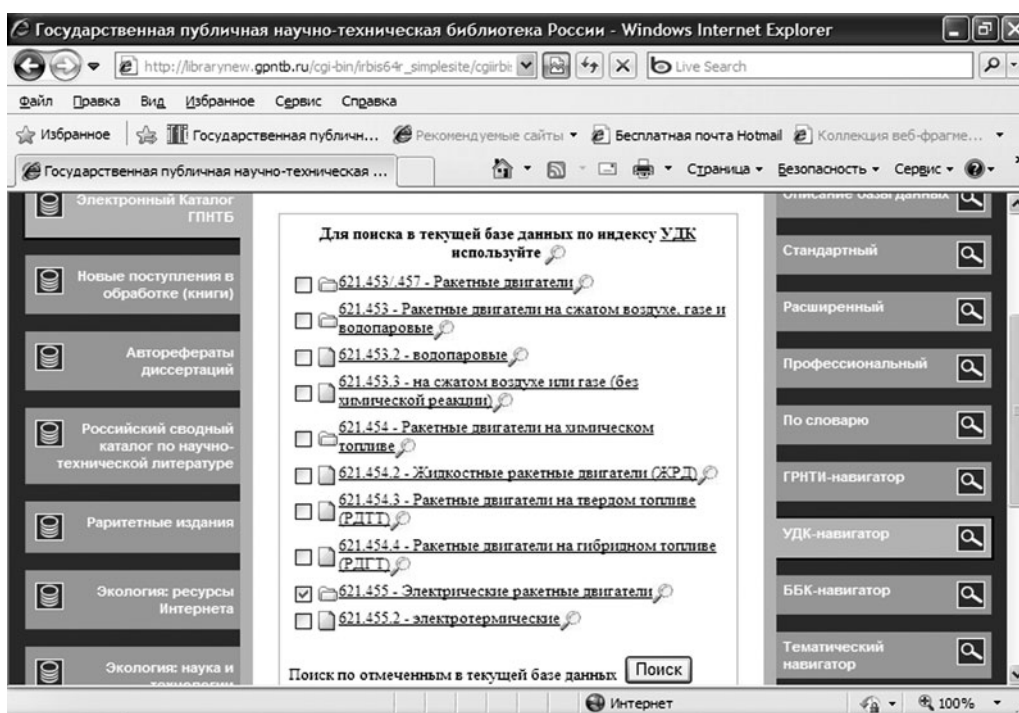 Государственная публичная научно-техническая библиотека России - Windows Internet Explorer
http://librarynew.gpntb.ru/cgi-bin/irbis64r_simplesite/cgiirbi
Live Search
Файл Правка Вид Избранное Сервис Справка
Избранное Государственная публичн... Рекомендуемые сайты Бесплатная почта Hotmail Коллекция веб-фрагме...
Государственная публичная научно-техническая ... Страница Безопасность Сервис
Электронный Каталог
ГПНТБ
Новые поступления в
обработке (книги)
Авторефераты
диссертаций
Российский сводный
каталог по научно-
технической литературе
Раритетные издания
Экология: ресурсы
Интернета
Экология: наука и
технологии
Для поиска в текущей базе данных по индексу УДК
используйте
621.453/.457 - Ракетные двигатели
621.453 - Ракетные двигатели на сжатом воздухе, газе и
водопаровые
621.453.2 - водопаровые
621.453.3 - на сжатом воздухе или газе (без
химической реакции)
621.454 - Ракетные двигатели на химическом
топливе
621.454.2 - Жидкостные ракетные двигатели (ЖРД)
621.454.3 - Ракетные двигатели на твердом топливе
(РДТТ)
621.454.4 - Ракетные двигатели на гибридном топливе
(РДГТ)
621.455 - Электрические ракетные двигатели
621.455.2 - электротермические
Поиск по отмеченным в текущей базе данных Поиск
Описание базы данных
Стандартный
Расширенный
Профессиональный
По словарю
ГРНТИ-навигатор
УДК-навигатор
ББК-навигатор
Тематический
навигатор
Интернет 100%